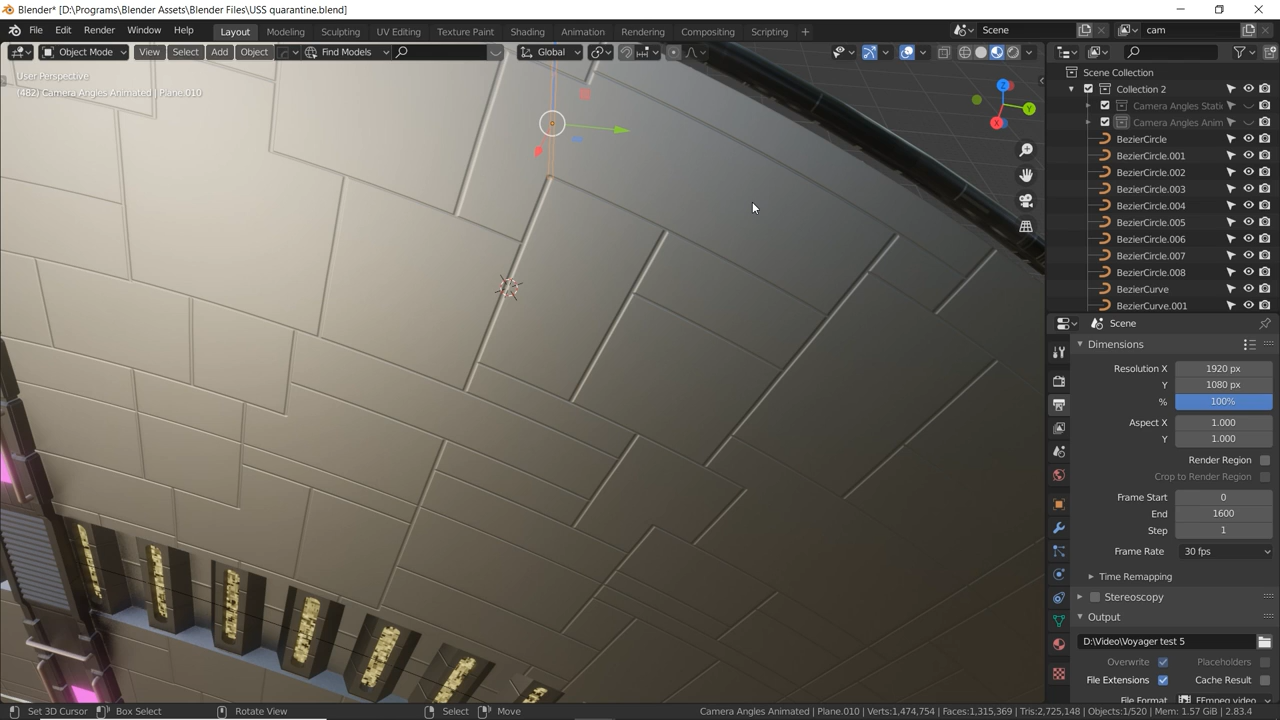 Blender* [D:\Programs\Blender Assets\Blender Files\USS quarantine.blend]
File Edit Render Window Help Layout Modeling Sculpting UV Editing Texture Paint Shading Animation Rendering Compositing Scripting + Scene cam
Object Mode View Select Add Object Find Models Global
User Perspective
(482) Camera Angles Animated | Plane.010
Z
Y
X
Scene Collection
Collection 2
Camera Angles Stati
Camera Angles Anim
BezierCircle
BezierCircle.001
BezierCircle.002
BezierCircle.003
BezierCircle.004
BezierCircle.005
BezierCircle.006
BezierCircle.007
BezierCircle.008
BezierCurve
BezierCurve.001
Scene
Dimensions
Resolution X 1920 px
Y 1080 px
% 100%
Aspect X 1.000
Y 1.000
Render Region
Crop to Render Region
Frame Start 0
End 1600
Step 1
Frame Rate 30 fps
Time Remapping
Stereoscopy
Output
D:\Video\Voyager test 5
Overwrite Placeholders
File Extensions Cache Result
File Format FFmpeg video
Set 3D Cursor Box Select Rotate View Select Move Camera Angles Animated | Plane.010 | Verts:1,474,754 | Faces:1,315,369 | Tris:2,725,148 | Objects:1/520 | Mem: 1.57 GiB | 2.83.4